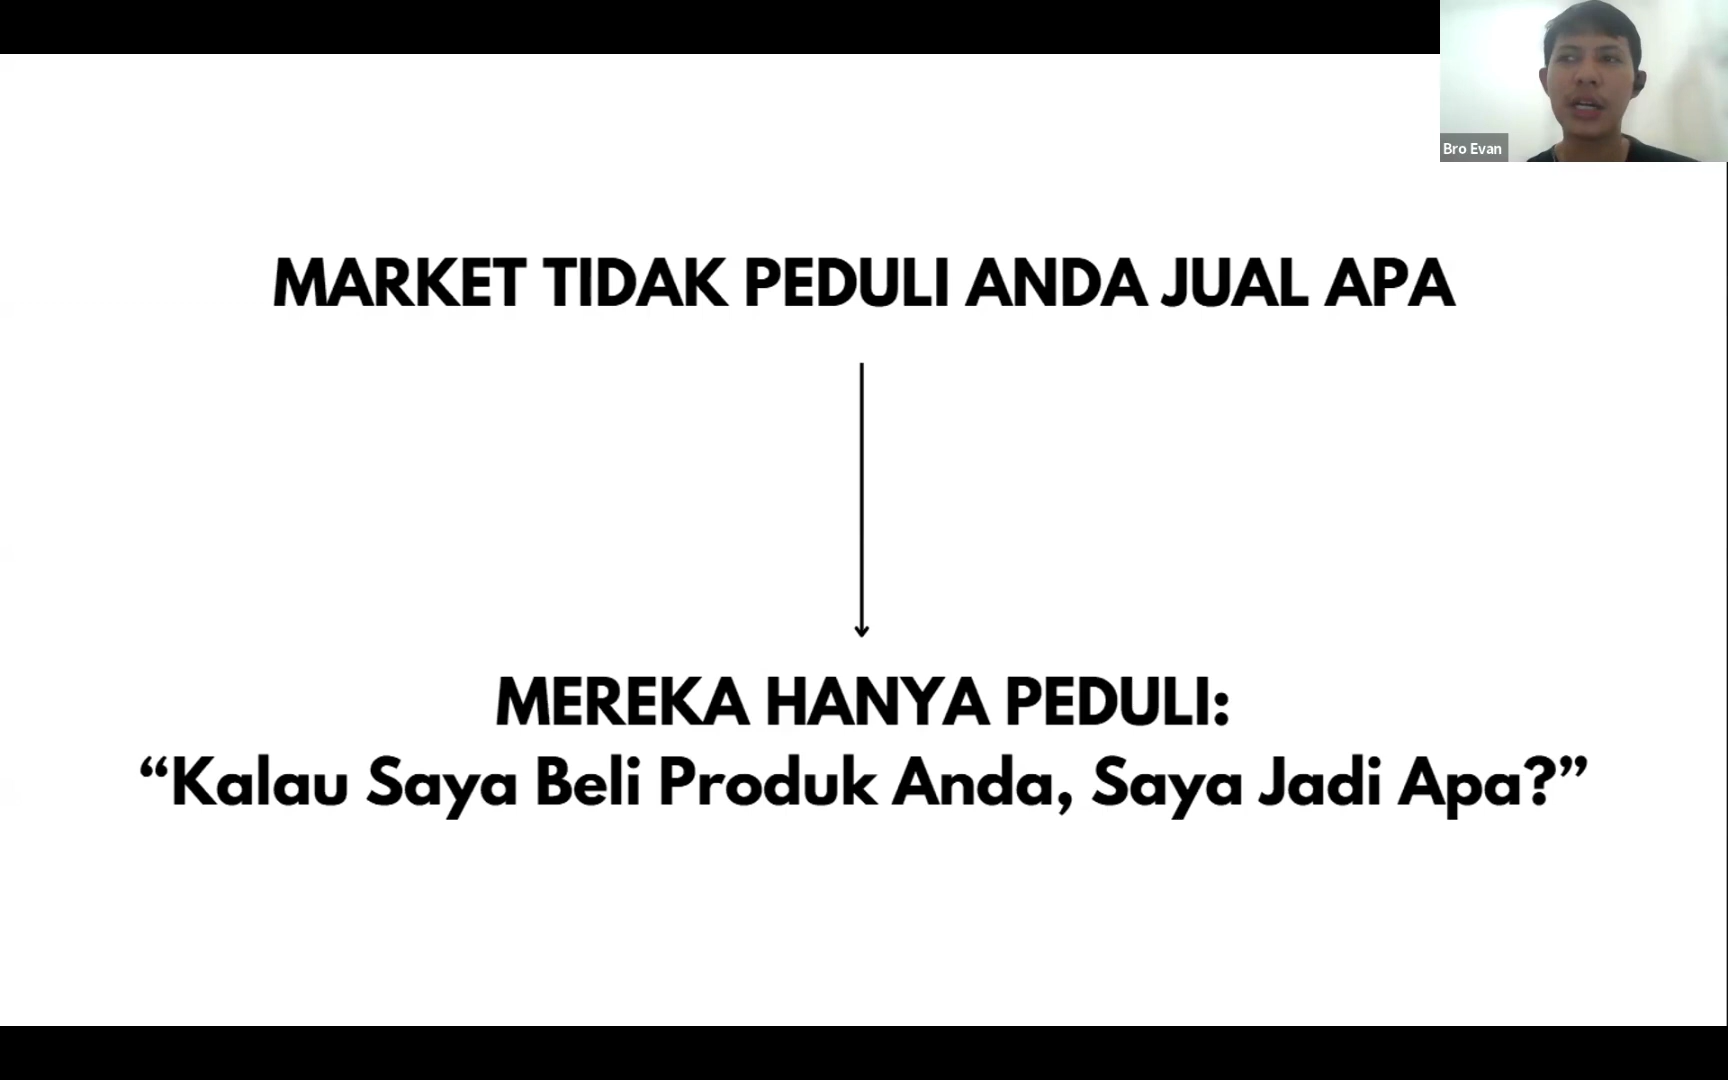 Bro Evan
MARKET TIDAK PEDULI ANDA JUAL APA
MEREKA HANYA PEDULI:
“Kalau Saya Beli Produk Anda, Saya Jadi Apa?”